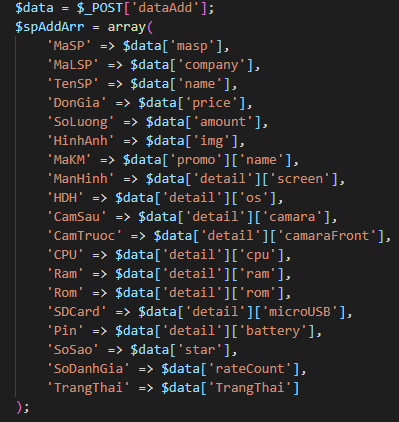 $data = $_POST['dataAdd'];
$spAddArr = array(
    'MaSP' => $data['masp'],
    'MaLSP' => $data['company'],
    'TenSP' => $data['name'],
    'DonGia' => $data['price'],
    'SoLuong' => $data['amount'],
    'HinhAnh' => $data['img'],
    'MaKM' => $data['promo']['name'],
    'ManHinh' => $data['detail']['screen'],
    'HDH' => $data['detail']['os'],
    'CamSau' => $data['detail']['camara'],
    'CamTruoc' => $data['detail']['camaraFront'],
    'CPU' => $data['detail']['cpu'],
    'Ram' => $data['detail']['ram'],
    'Rom' => $data['detail']['rom'],
    'SDCard' => $data['detail']['microUSB'],
    'Pin' => $data['detail']['battery'],
    'SoSao' => $data['star'],
    'SoDanhGia' => $data['rateCount'],
    'TrangThai' => $data['TrangThai']
);